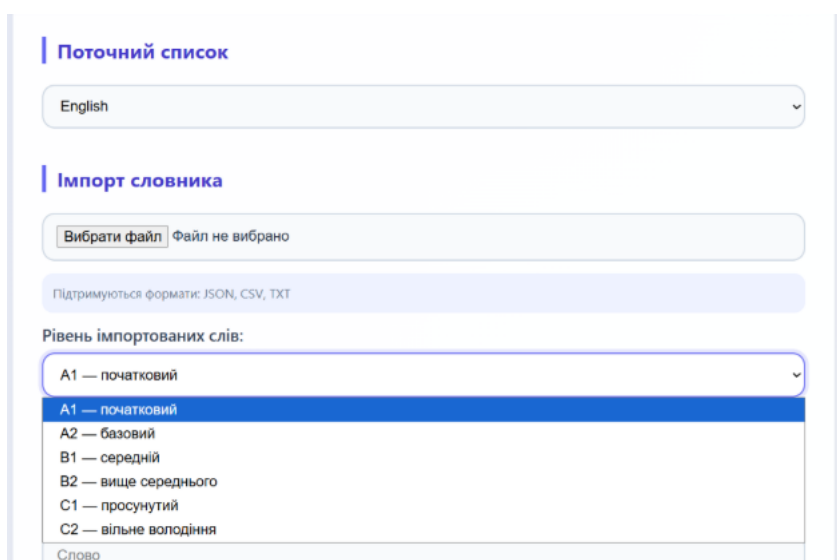 Поточний список
English
Імпорт словника
Вибрати файл Файл не вибрано
Підтримуються формати: JSON, CSV, TXT
Рівень імпортованих слів:
A1 — початковий
A1 — початковий
A2 — базовий
B1 — середній
B2 — вище середнього
C1 — просунутий
C2 — вільне володіння
Слово